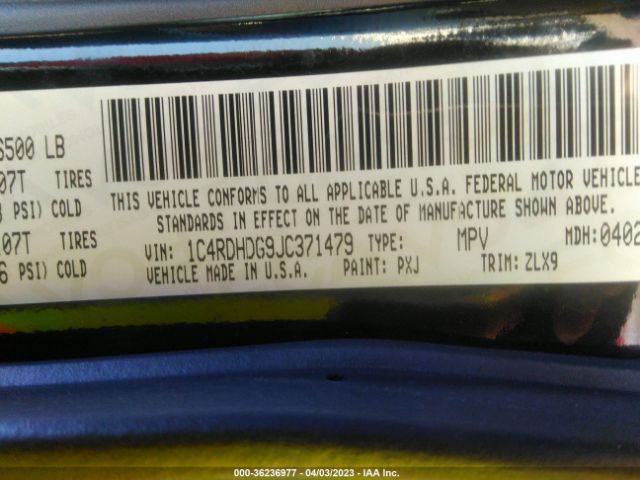 500 LB
07T TIRES
PSI) COLD
07T TIRES
6 PSI) COLD
THIS VEHICLE CONFORMS TO ALL APPLICABLE U.S.A. FEDERAL MOTOR VEHICLE
STANDARDS IN EFFECT ON THE DATE OF MANUFACTURE SHOWN ABOVE.
VIN: 1C4RDHDG9JC371479 TYPE: MPV MDH:0402
VEHICLE MADE IN U.S.A. PAINT: PXJ TRIM: ZLX9
000-36236977 - 04/03/2023 - IAA Inc.